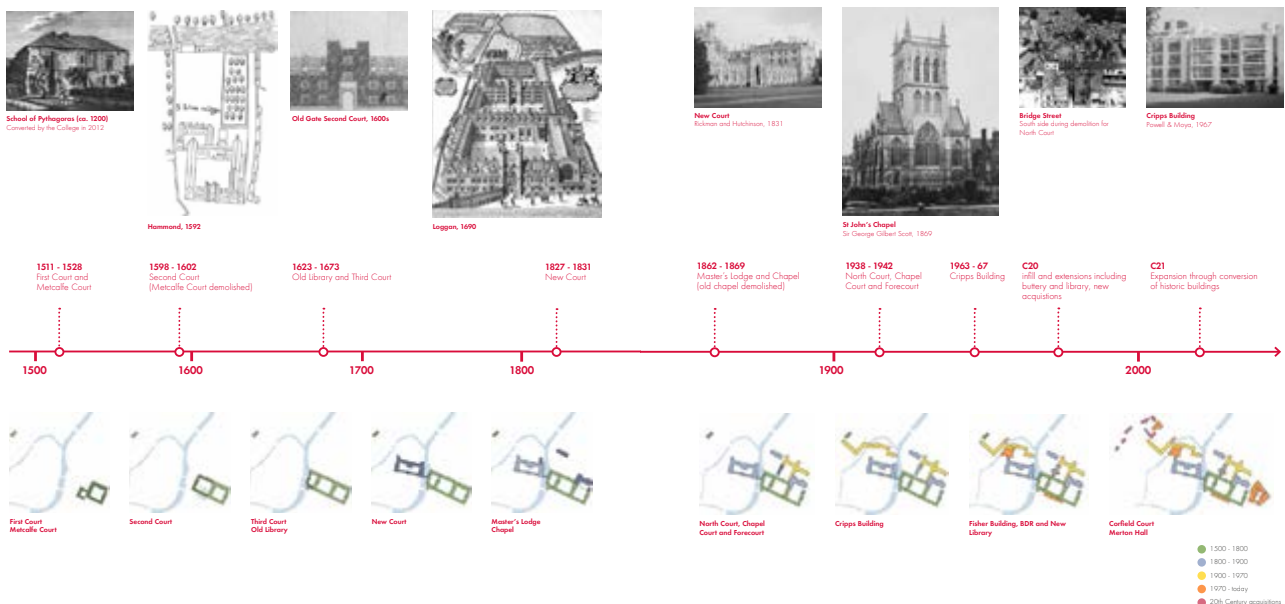 School of Pythagoras (ca. 1200)
Converted by the College in 2012
Hammond, 1592
Old Gate Second Court, 1600s
Loggan, 1690
New Court
Rickman and Hutchinson, 1831
St John's Chapel
Sir George Gilbert Scott, 1869
Bridge Street
South side during demolition for
North Court
Cripps Building
Powell & Moya, 1967
1511 - 1528
First Court and
Metcalfe Court
1598 - 1602
Second Court
(Metcalfe Court demolished)
1623 - 1673
Old Library and Third Court
1827 - 1831
New Court
1862 - 1869
Master's Lodge and Chapel
(old chapel demolished)
1938 - 1942
North Court, Chapel
Court and Forecourt
1963 - 67
Cripps Building
C20
infill and extensions including
buttery and library, new
acquistions
C21
Expansion through conversion
of historic buildings
1500
1600
1700
1800
1900
2000
First Court
Metcalfe Court
Second Court
Third Court
Old Library
New Court
Master's Lodge
Chapel
North Court, Chapel
Court and Forecourt
Cripps Building
Fisher Building, BDR and New
Library
Corfield Court
Merton Hall
1500 - 1800
1800 - 1900
1900 - 1970
1970 - today
20th Century acquisitions